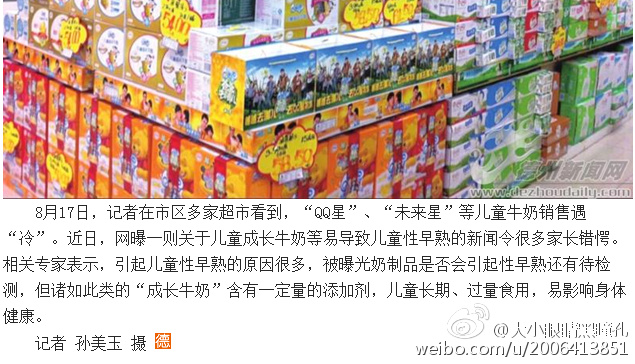 德州新闻网
dezhoudaily.com
8月17日，记者在市区多家超市看到，“QQ星”、“未来星”等儿童牛奶销售遇
“泠”。近日，网曝一则关于儿童成长牛奶等易导致儿童性早熟的新闻令很多家长错愕。
相关专家表示，引起儿童性早熟的原因很多，被曝光奶制品是否会引起性早熟还有待检
测，但诸如此类的“成长牛奶”含有一定量的添加剂，儿童长期、过量食用，易影响身体
健康。
记者 孙美玉 摄 德
weibo.com/u/2006413851